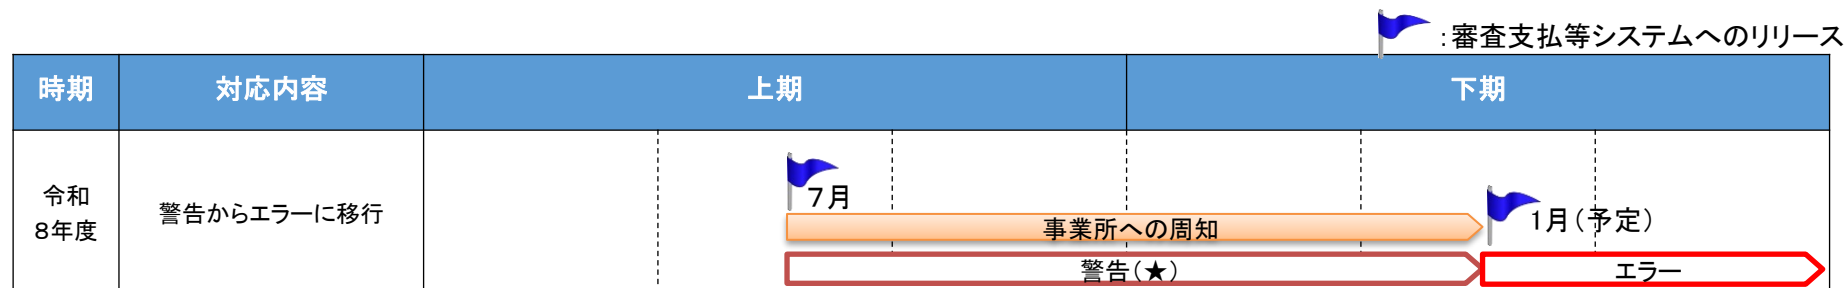 ：審査支払等システムへのリリース
時期 対応内容 上期 下期
令和
８年度
警告からエラーに移行
７月
事業所への周知
1月（予定）
警告（★）
エラー